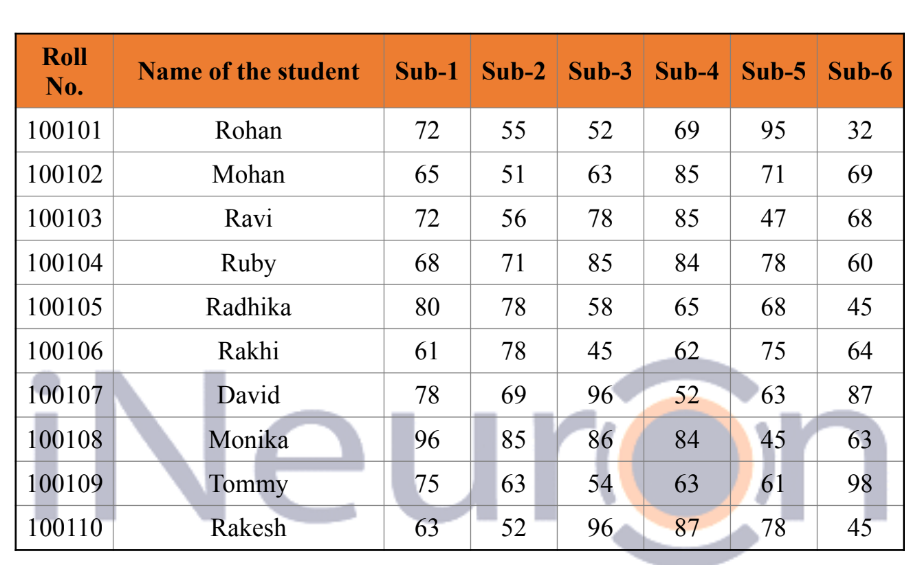 Roll No. Name of the student Sub-1 Sub-2 Sub-3 Sub-4 Sub-5 Sub-6
100101 Rohan 72 55 52 69 95 32
100102 Mohan 65 51 63 85 71 69
100103 Ravi 72 56 78 85 47 68
100104 Ruby 68 71 85 84 78 60
100105 Radhika 80 78 58 65 68 45
100106 Rakhi 61 78 45 62 75 64
100107 David 78 69 96 52 63 87
100108 Monika 96 85 86 84 45 63
100109 Tommy 75 63 54 63 61 98
100110 Rakesh 63 52 96 87 78 45
iNeuron